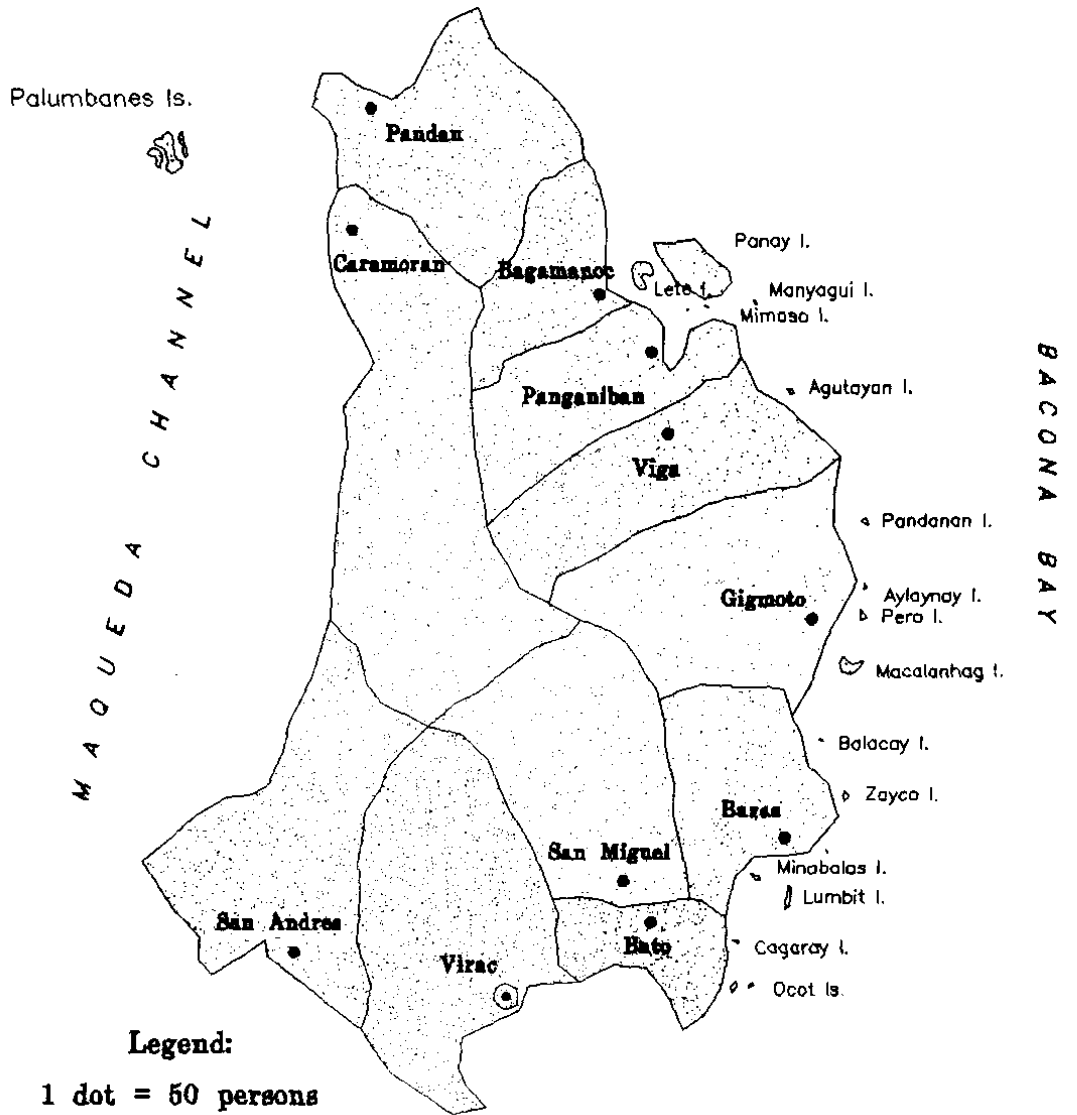 Palumbanes Is.
Pandan
Caramoran
Bagamanoc
Panay I.
Lete I.
Manyagui I.
Mimosa I.
Panganiban
Agutayan I.
Viga
MAQUEDA CHANNEL
BACONA BAY
Pandanan I.
Gigmoto
Aylaynay I.
Pero I.
Macalanhag I.
Balacay I.
Zayco I.
Baras
San Miguel
Minabalas I.
Lumbit I.
San Andres
Bato
Cagaray I.
Virac
Ocot Is.
Legend:
1 dot = 50 persons